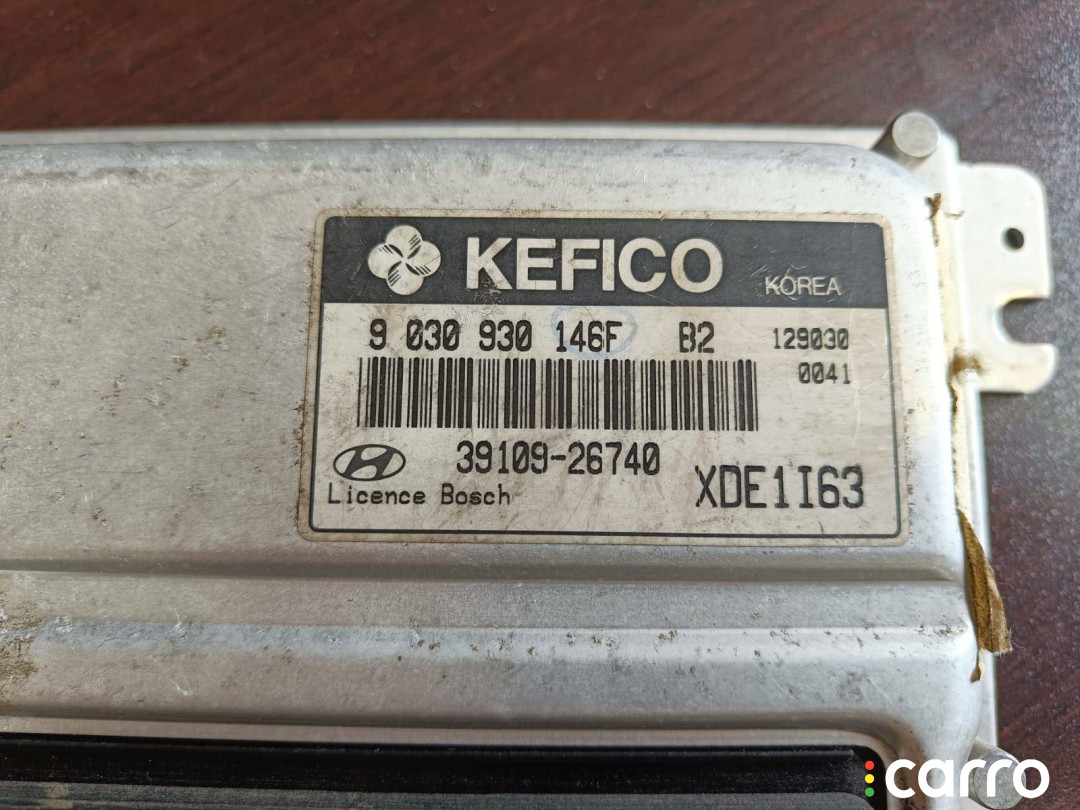 KEFICO KOREA
9 030 930 146F B2 129030
0041
39109-26740
Licence Bosch XDE1I63
carro